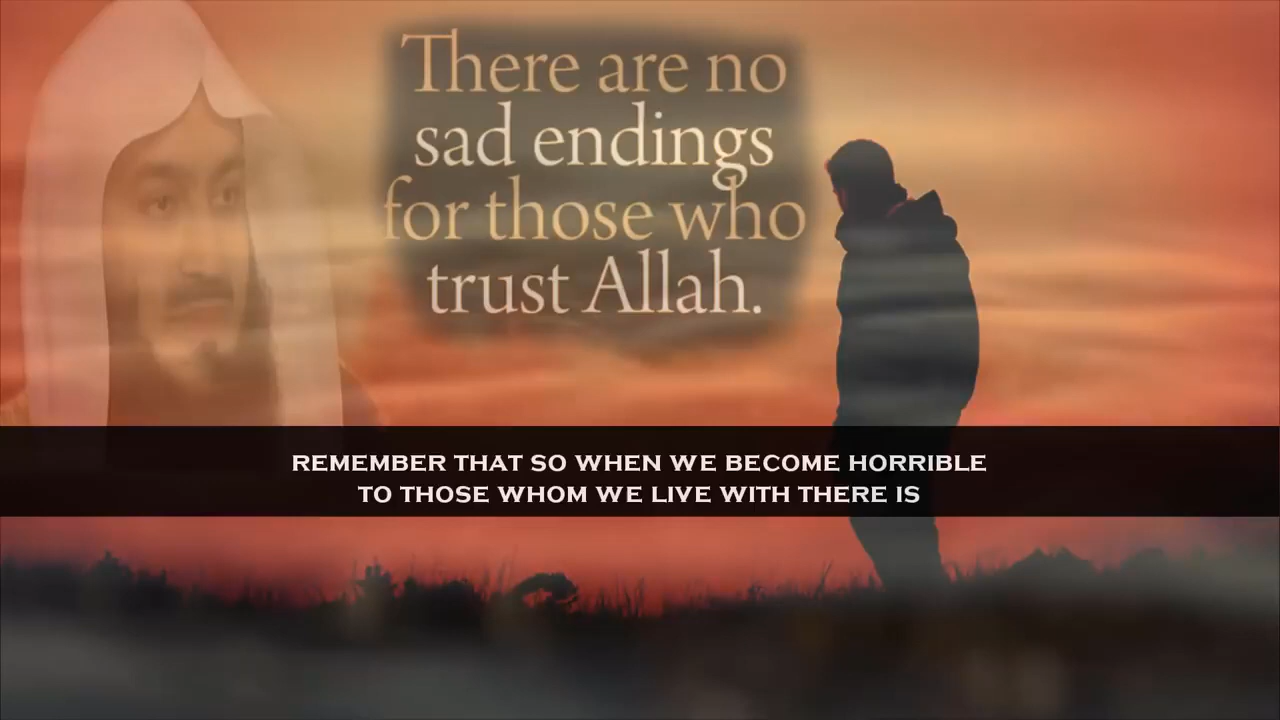 There are no
sad endings
for those who
trust Allah.
REMEMBER THAT SO WHEN WE BECOME HORRIBLE
TO THOSE WHOM WE LIVE WITH THERE IS